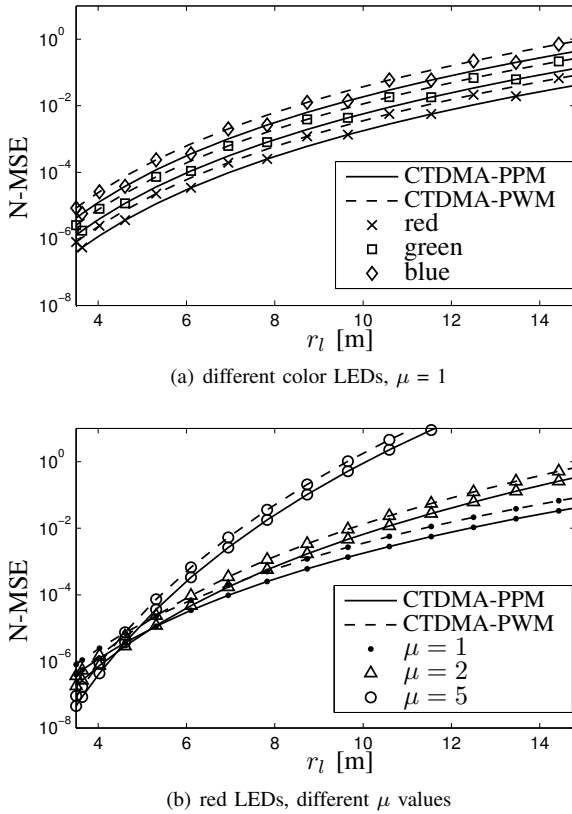 10^0
10^-2
10^-4
10^-6
10^-8
N-MSE
CTDMA-PPM
CTDMA-PWM
red
green
blue
4 6 8 10 12 14
r_l [m]
(a) different color LEDs, μ = 1
10^0
10^-2
10^-4
10^-6
10^-8
N-MSE
CTDMA-PPM
CTDMA-PWM
μ = 1
μ = 2
μ = 5
4 6 8 10 12 14
r_l [m]
(b) red LEDs, different μ values